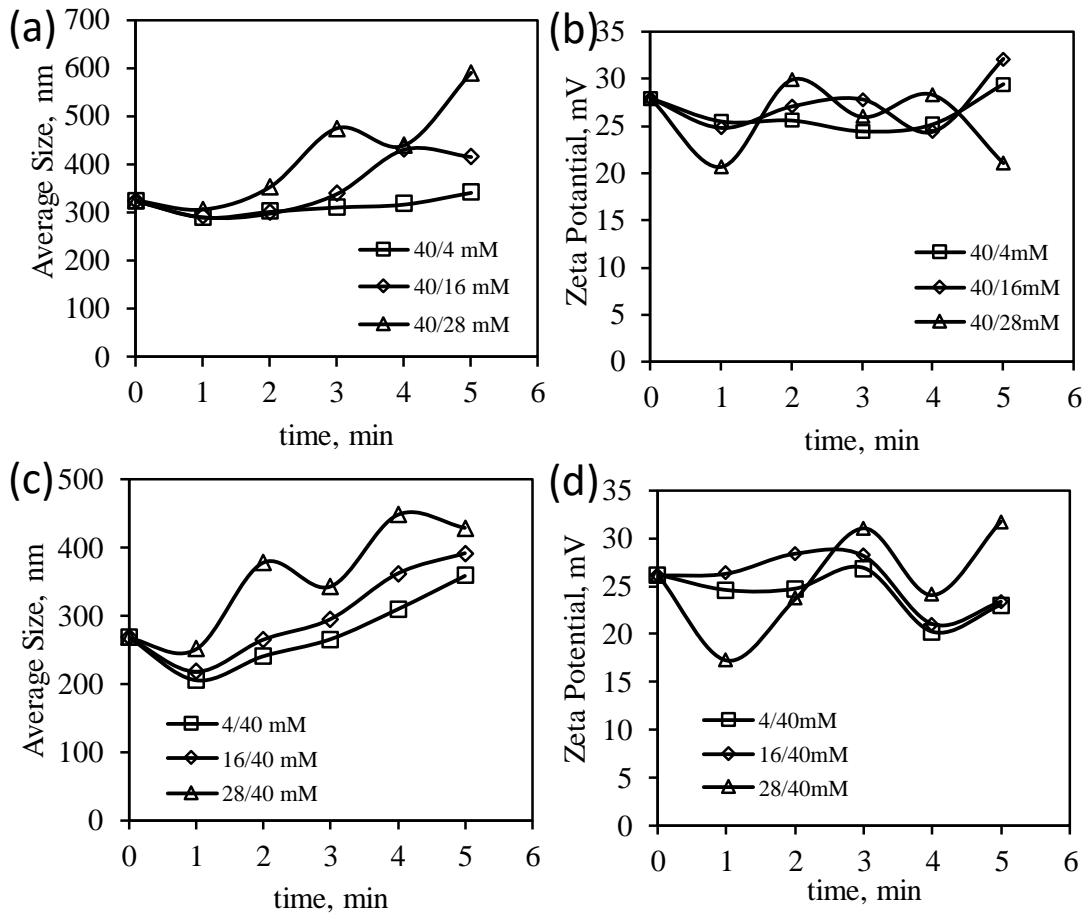 (a)
700
600
500
400
300
200
100
0
Average Size, nm
40/4 mM
40/16 mM
40/28 mM
0 1 2 3 4 5 6
time, min
(b)
35
30
25
20
15
10
5
0
Zeta Potantial, mV
40/4mM
40/16mM
40/28mM
0 1 2 3 4 5 6
time, min
(c)
500
400
300
200
100
0
Average Size, nm
4/40 mM
16/40 mM
28/40 mM
0 1 2 3 4 5 6
time, min
(d)
35
30
25
20
15
10
5
0
Zeta Potential, mV
4/40mM
16/40mM
28/40mM
0 1 2 3 4 5 6
time, min